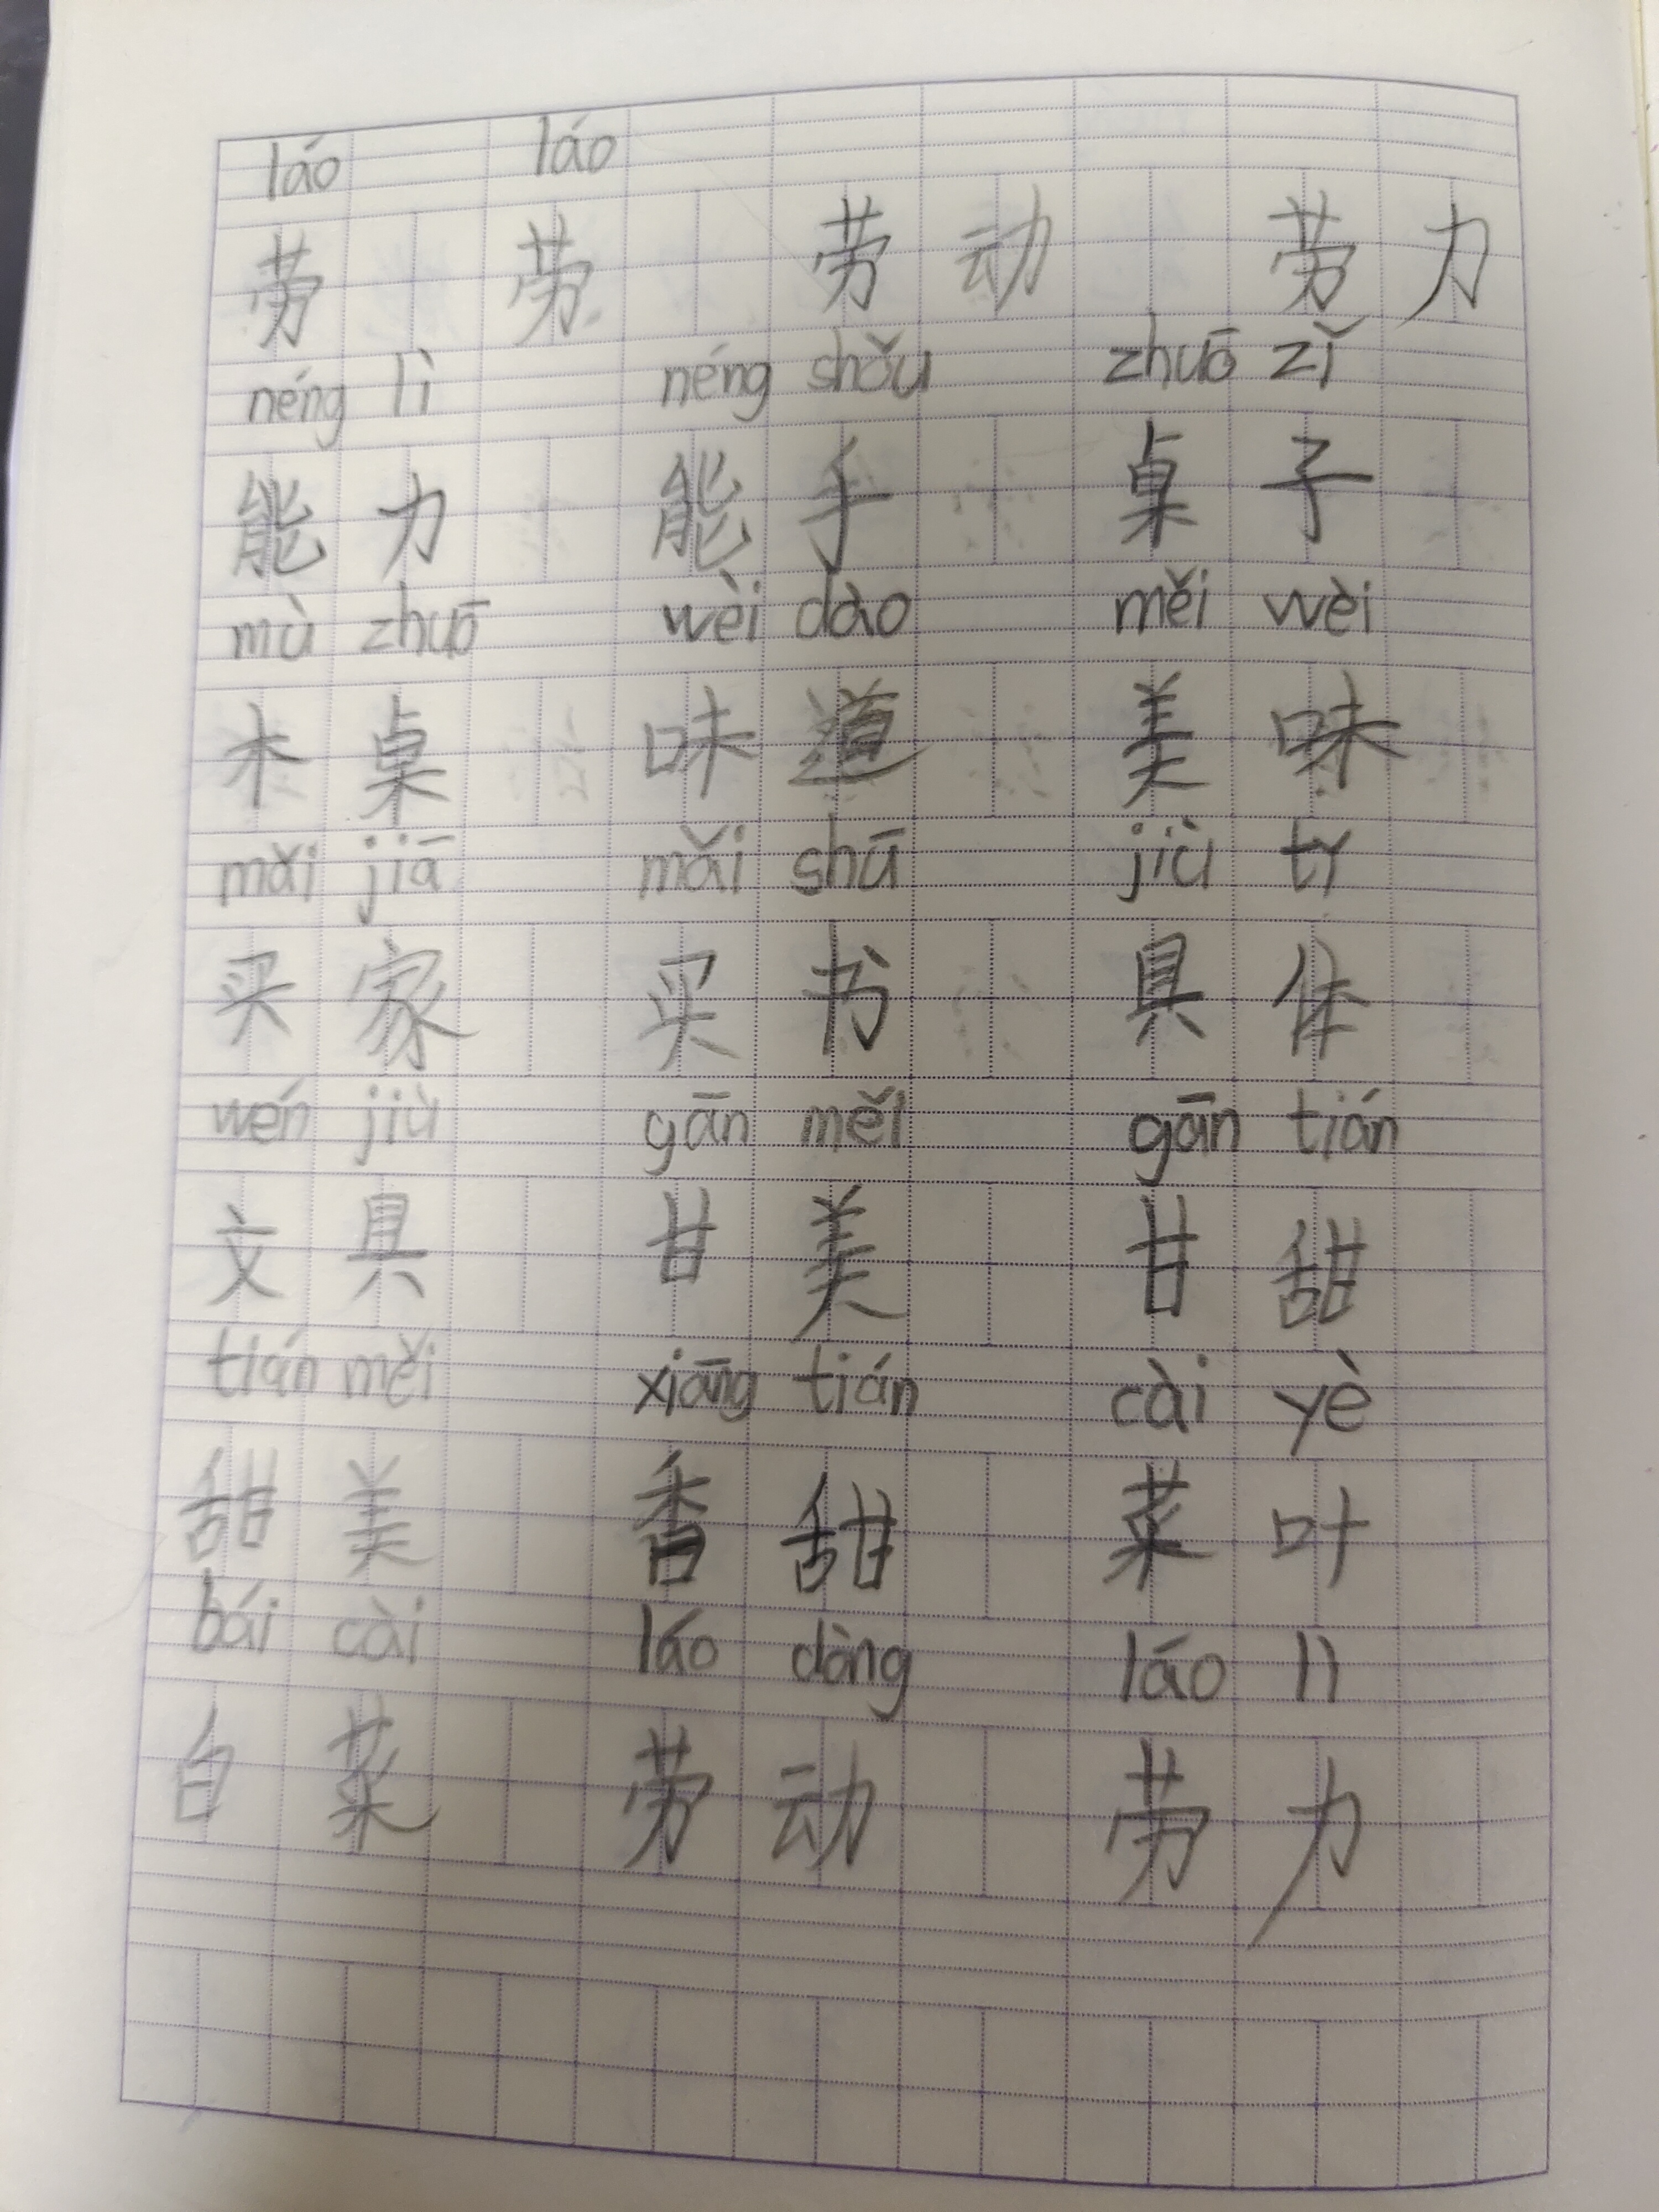 láo láo
劳 劳 劳动 劳力
néng lì néng shǒu zhuō zǐ
能力 能手 桌子
mù zhuō wèi dào měi wèi
木桌 味道 美味
mǎi jiā mǎi shū jiù tǐ
买家 买书 具体
wén jiù gān měi gān tián
文具 甘美 甘甜
tián měi xiāng tián cài yè
甜美 香甜 菜叶
bái cài láo dòng láo lì
白菜 劳动 劳力